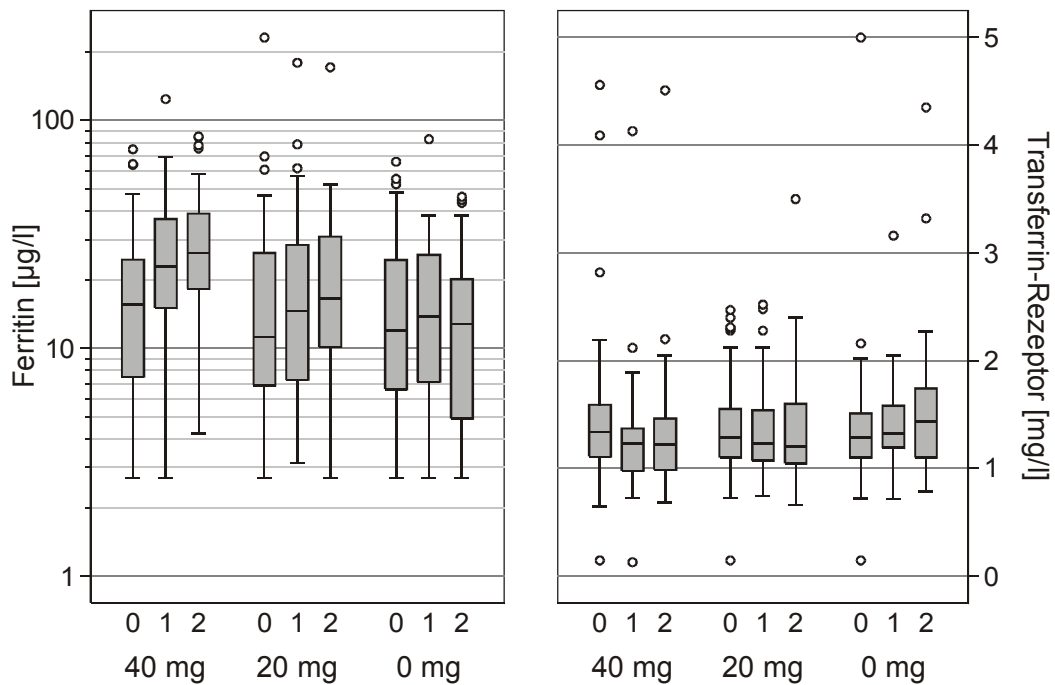 Ferritin [µg/l]
100
10
1
0 1 2 0 1 2 0 1 2
40 mg 20 mg 0 mg
5
4
3
2
1
0
Transferrin-Rezeptor [mg/l]
0 1 2 0 1 2 0 1 2
40 mg 20 mg 0 mg